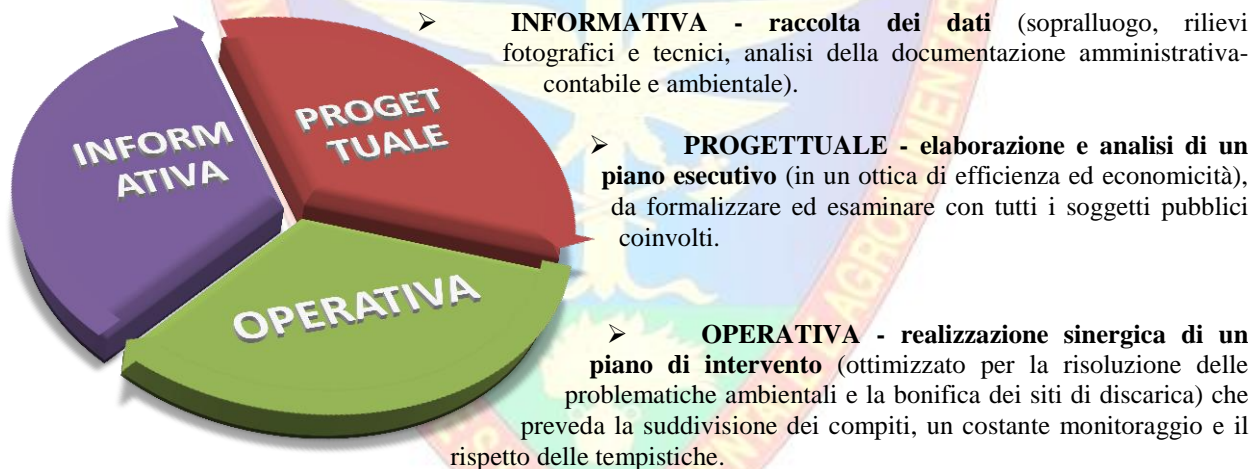 INFORM
ATIVA
PROGET
TUALE
OPERATIVA
➢ INFORMATIVA - raccolta dei dati (sopralluogo, rilievi
fotografici e tecnici, analisi della documentazione amministrativa-
contabile e ambientale).
➢ PROGETTUALE - elaborazione e analisi di un
piano esecutivo (in un ottica di efficienza ed economicità),
da formalizzare ed esaminare con tutti i soggetti pubblici
coinvolti.
➢ OPERATIVA - realizzazione sinergica di un
piano di intervento (ottimizzato per la risoluzione delle
problematiche ambientali e la bonifica dei siti di discarica) che
preveda la suddivisione dei compiti, un costante monitoraggio e il
rispetto delle tempistiche.